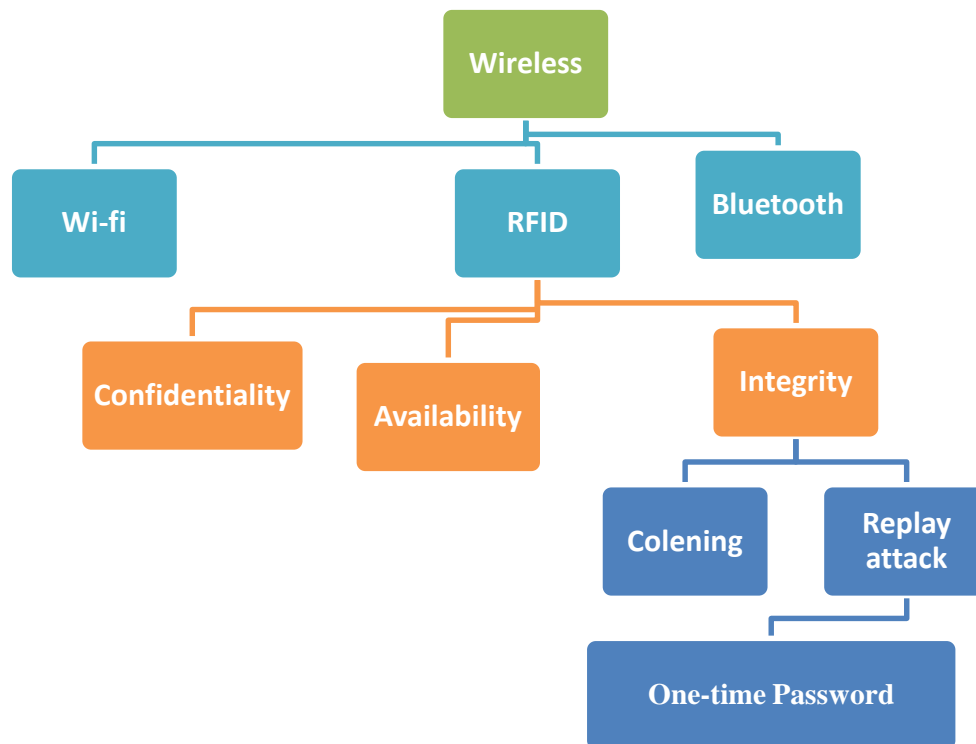 Wireless
Wi-fi
RFID
Bluetooth
Confidentiality
Availability
Integrity
Colening
Replay
attack
One-time Password